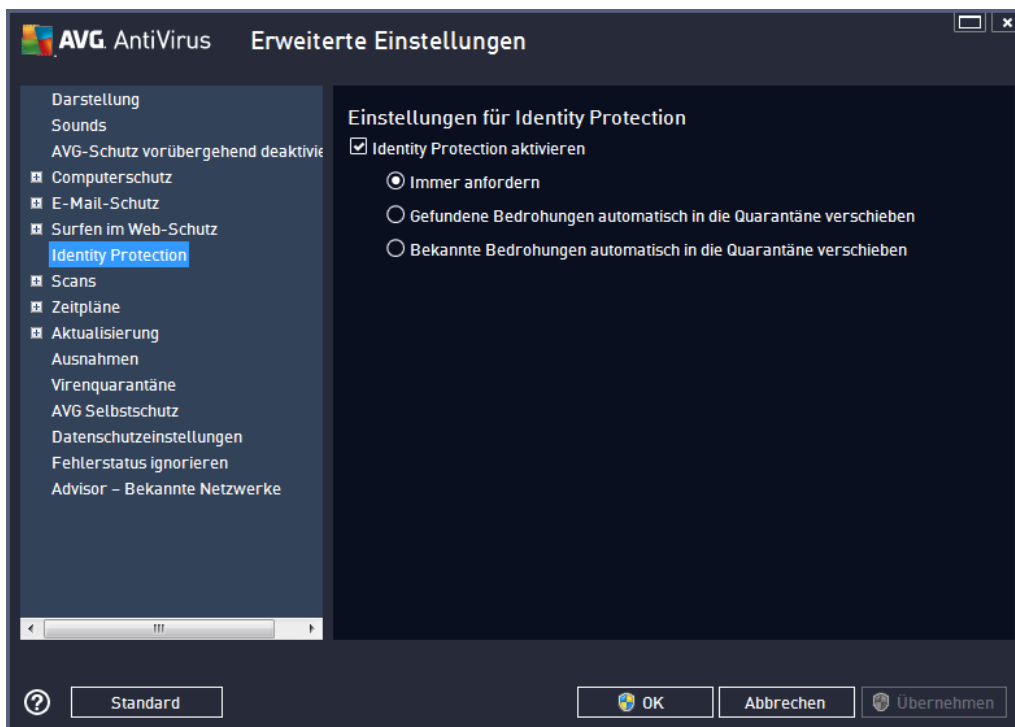 AVG AntiVirus Erweiterte Einstellungen
Darstellung
Sounds
AVG-Schutz vorübergehend deaktivie
Computerschutz
E-Mail-Schutz
Surfen im Web-Schutz
Identity Protection
Scans
Zeitpläne
Aktualisierung
Ausnahmen
Virenquarantäne
AVG Selbstschutz
Datenschutzeinstellungen
Fehlerstatus ignorieren
Advisor – Bekannte Netzwerke
Einstellungen für Identity Protection
Identity Protection aktivieren
Immer anfordern
Gefundene Bedrohungen automatisch in die Quarantäne verschieben
Bekannte Bedrohungen automatisch in die Quarantäne verschieben
? Standard OK Abbrechen Übernehmen